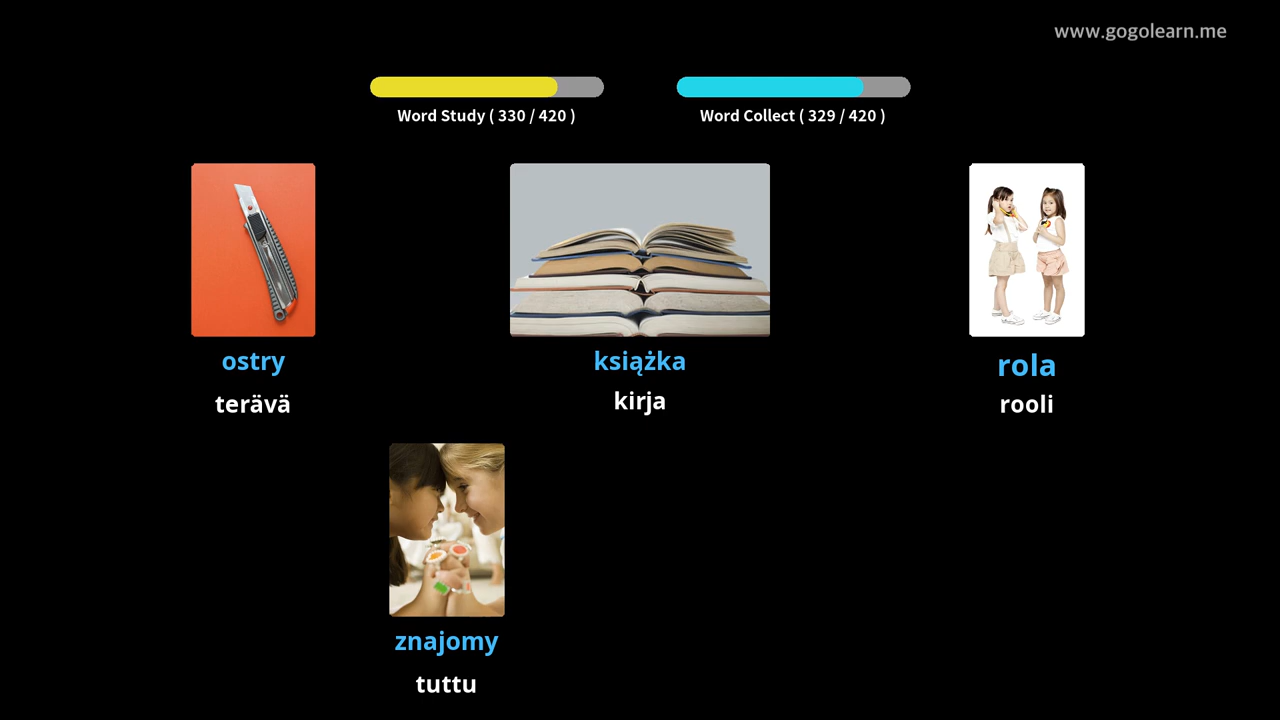 www.gogolearn.me
Word Study ( 330 / 420 )
Word Collect ( 329 / 420 )
ostry
terävä
książka
kirja
rola
rooli
znajomy
tuttu